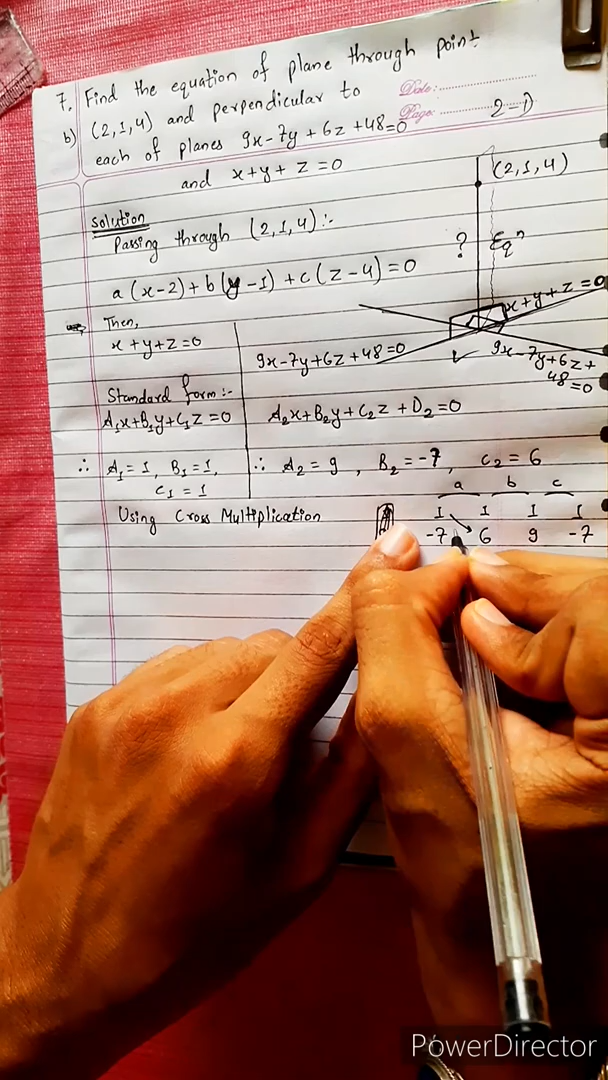 7. Find the equation of plane through point
b) (2,1,4) and perpendicular to
Date:
Page: 2-1)
each of planes 9x-7y+6z+48=0
and x+y+z=0
(2,1,4)
Solution
Passing through (2,1,4):-
? Eqⁿ
a(x-2)+b(y-1)+c(z-4)=0
x+y+z=0
Then,
x+y+z=0
9x-7y+6z+48=0
9x-7y+6z+
48=0
Standard form:-
A₁x+B₁y+C₁z=0
A₂x+B₂y+C₂z+D₂=0
∴ A₁=1, B₁=1,
C₁=1
∴ A₂=9, B₂=-7, C₂=6
a b c
Using Cross Multiplication
1 1 1 1
-7 6 9 -7
PowerDirector